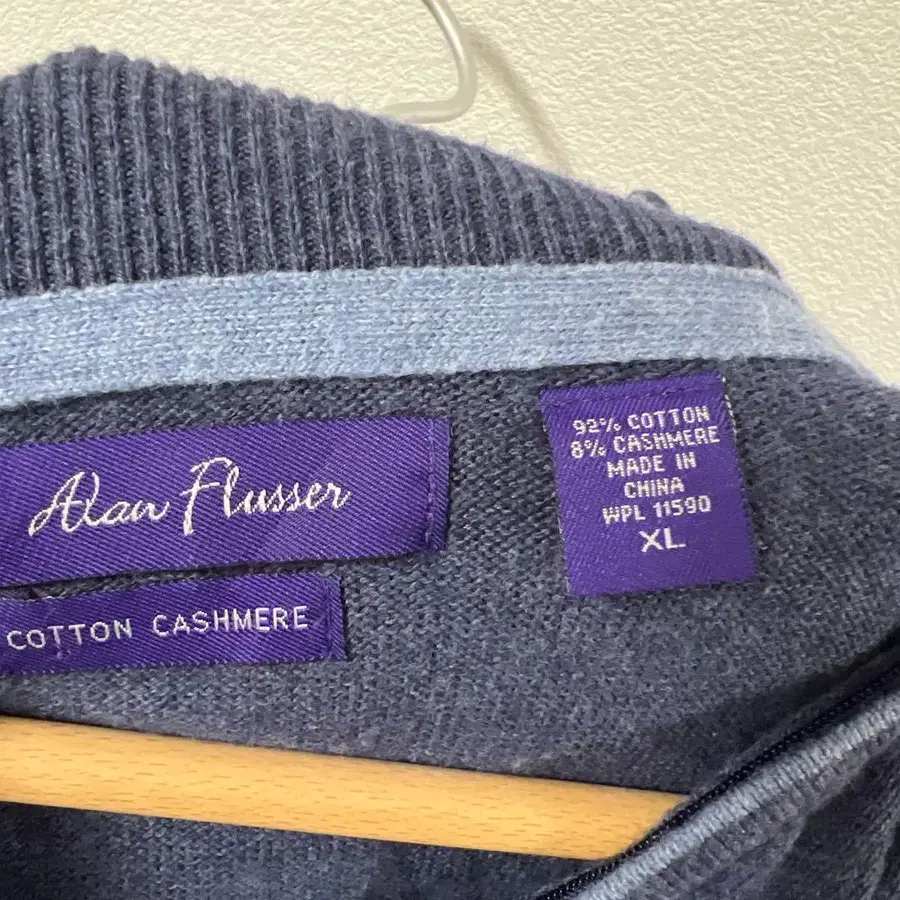 Alan Flusser
COTTON CASHMERE
92% COTTON
8% CASHMERE
MADE IN
CHINA
WPL 11590
XL